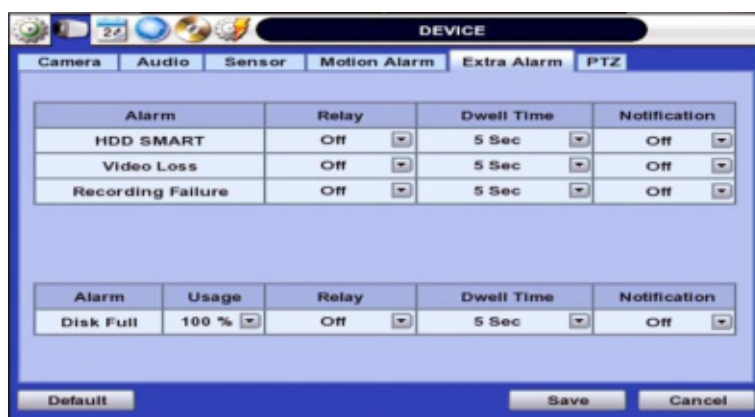 DEVICE
Camera Audio Sensor Motion Alarm Extra Alarm PTZ
Alarm Relay Dwell Time Notification
HDD SMART Off 5 Sec Off
Video Loss Off 5 Sec Off
Recording Failure Off 5 Sec Off
Alarm Usage Relay Dwell Time Notification
Disk Full 100 % Off 5 Sec Off
Default Save Cancel